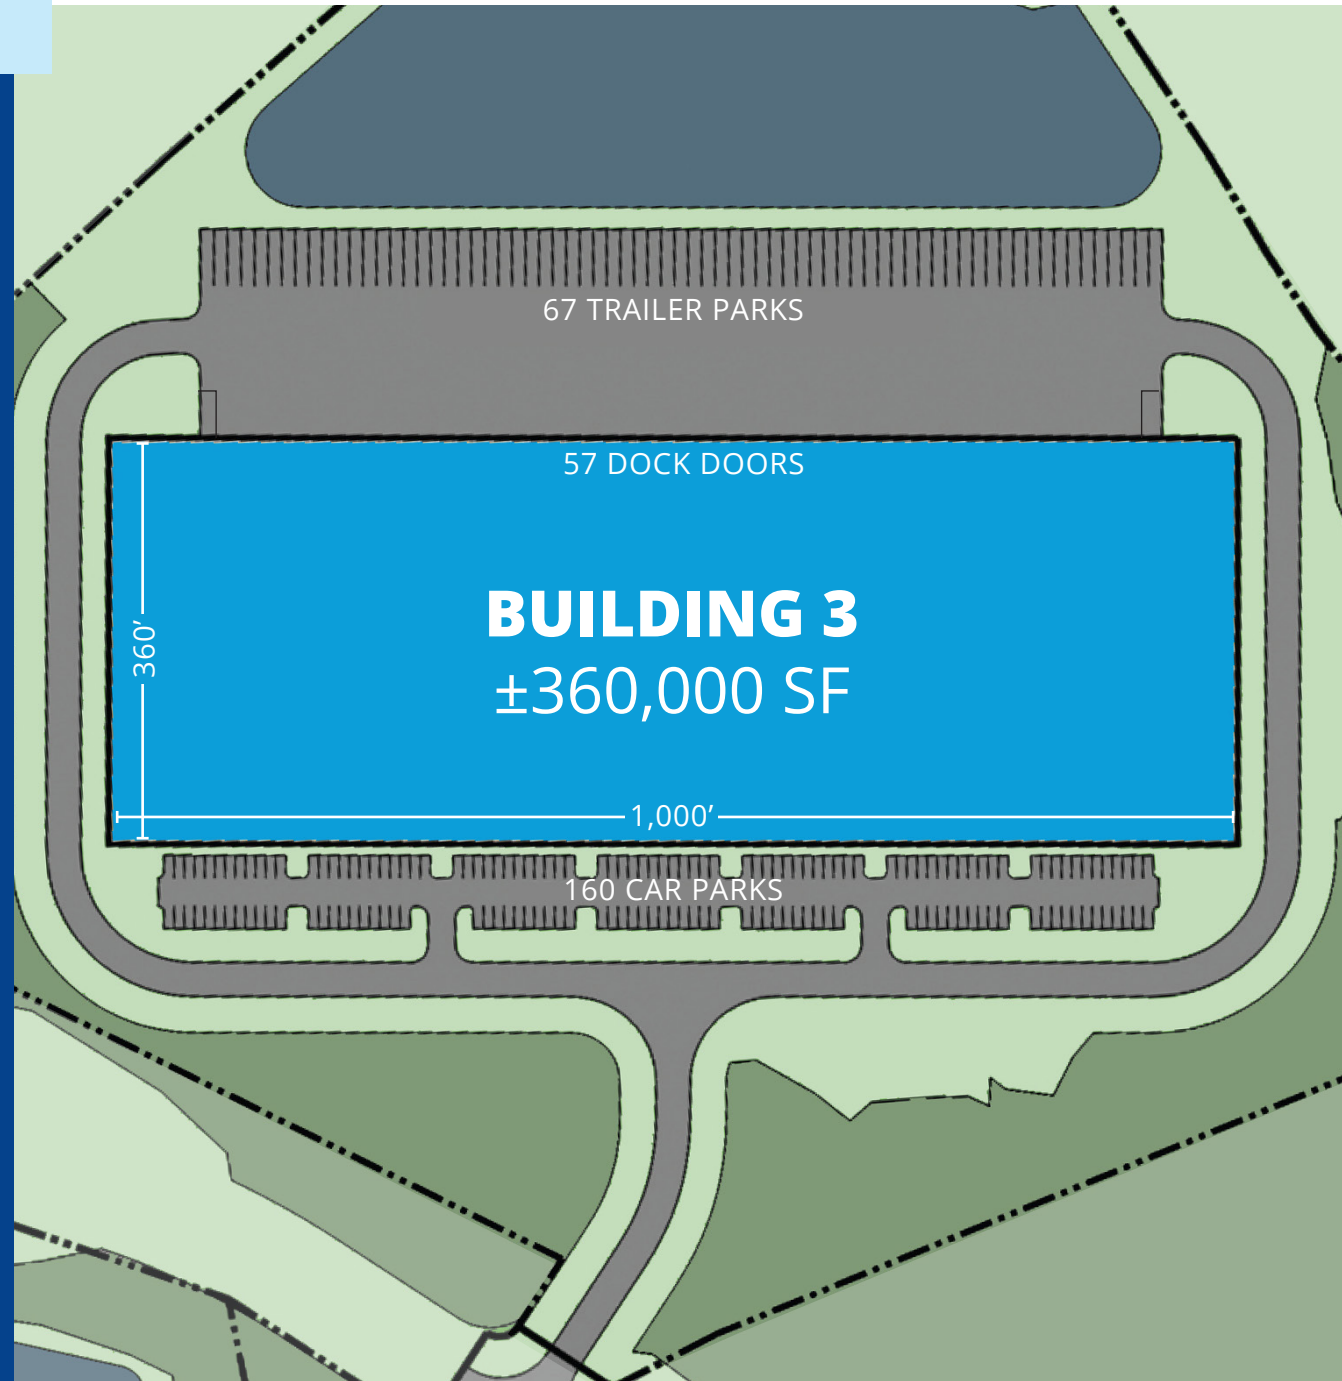 67 TRAILER PARKS
57 DOCK DOORS
BUILDING 3
±360,000 SF
360’
1,000’
160 CAR PARKS